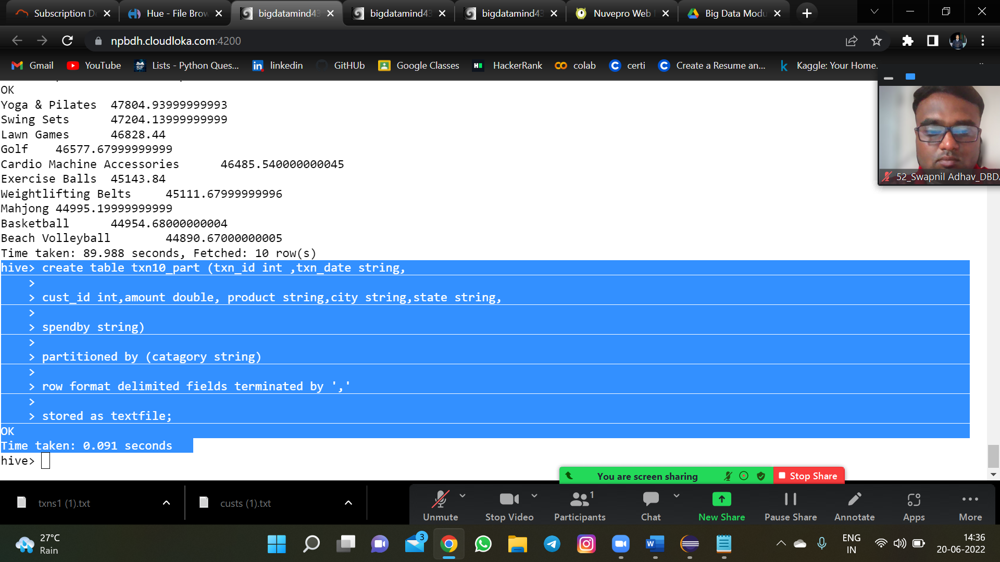 Subscription D
Hue - File Brow
bigdatamind43
bigdatamind43
bigdatamind43
Nuvepro Web
Big Data Modu
npbdh.cloudloka.com:4200
Gmail
YouTube
Lists - Python Ques...
linkedin
GitHUb
Google Classes
HackerRank
colab
certi
Create a Resume an...
Kaggle: Your Home.
OK
Yoga & Pilates 47804.93999999993
Swing Sets 47204.13999999999
Lawn Games 46828.44
Golf 46577.67999999999
Cardio Machine Accessories 46485.540000000045
Exercise Balls 45143.84
Weightlifting Belts 45111.67999999996
Mahjong 44995.19999999999
Basketball 44954.68000000004
Beach Volleyball 44890.67000000005
Time taken: 89.988 seconds, Fetched: 10 row(s)
hive> create table txn10_part (txn_id int ,txn_date string,
>
> cust_id int,amount double, product string,city string,state string,
>
> spendby string)
>
> partitioned by (catagory string)
>
> row format delimited fields terminated by ','
>
> stored as textfile;
OK
Time taken: 0.091 seconds
hive>
52_Swapnil Adhav_DBD
You are screen sharing
Stop Share
txns1 (1).txt
custs (1).txt
Unmute
Stop Video
1
Participants
Chat
New Share
Pause Share
Annotate
Apps
More
27°C
Rain
3
ENG
IN
14:36
20-06-2022